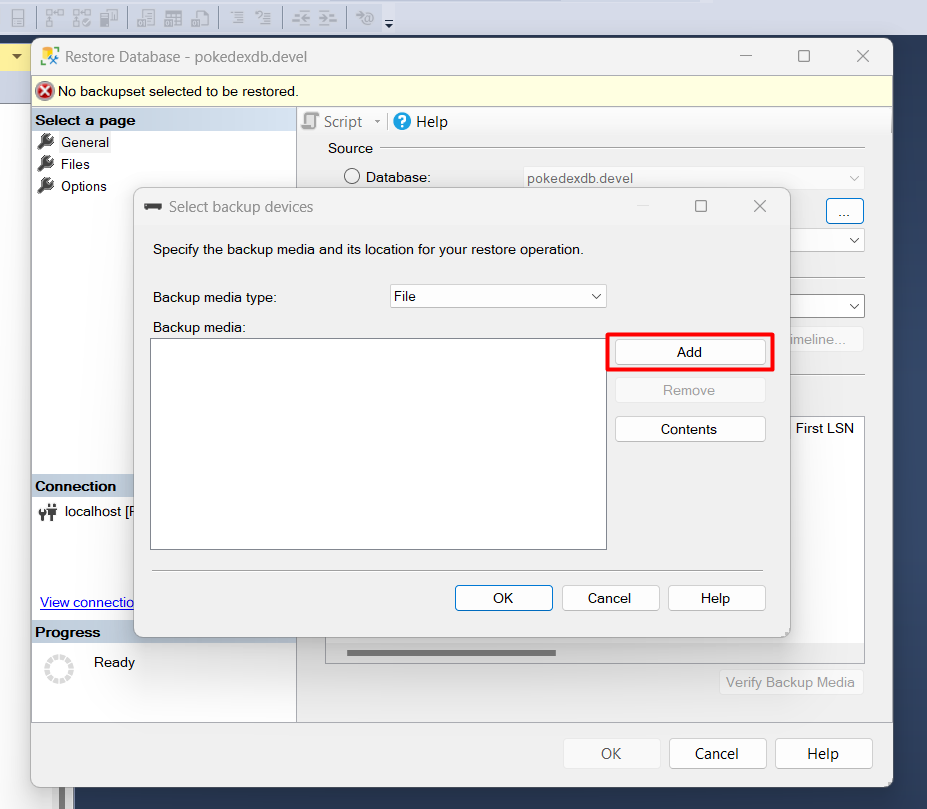 Restore Database - pokedexdb.devel
No backupset selected to be restored.
Select a page
General
Files
Options
Script
Help
Source
Database:
pokedexdb.devel
...
Select backup devices
Specify the backup media and its location for your restore operation.
Backup media type:
File
Backup media:
Add
Remove
Contents
OK
Cancel
Help
imeline...
First LSN
Connection
localhost [
View connectio
Progress
Ready
Verify Backup Media
OK
Cancel
Help